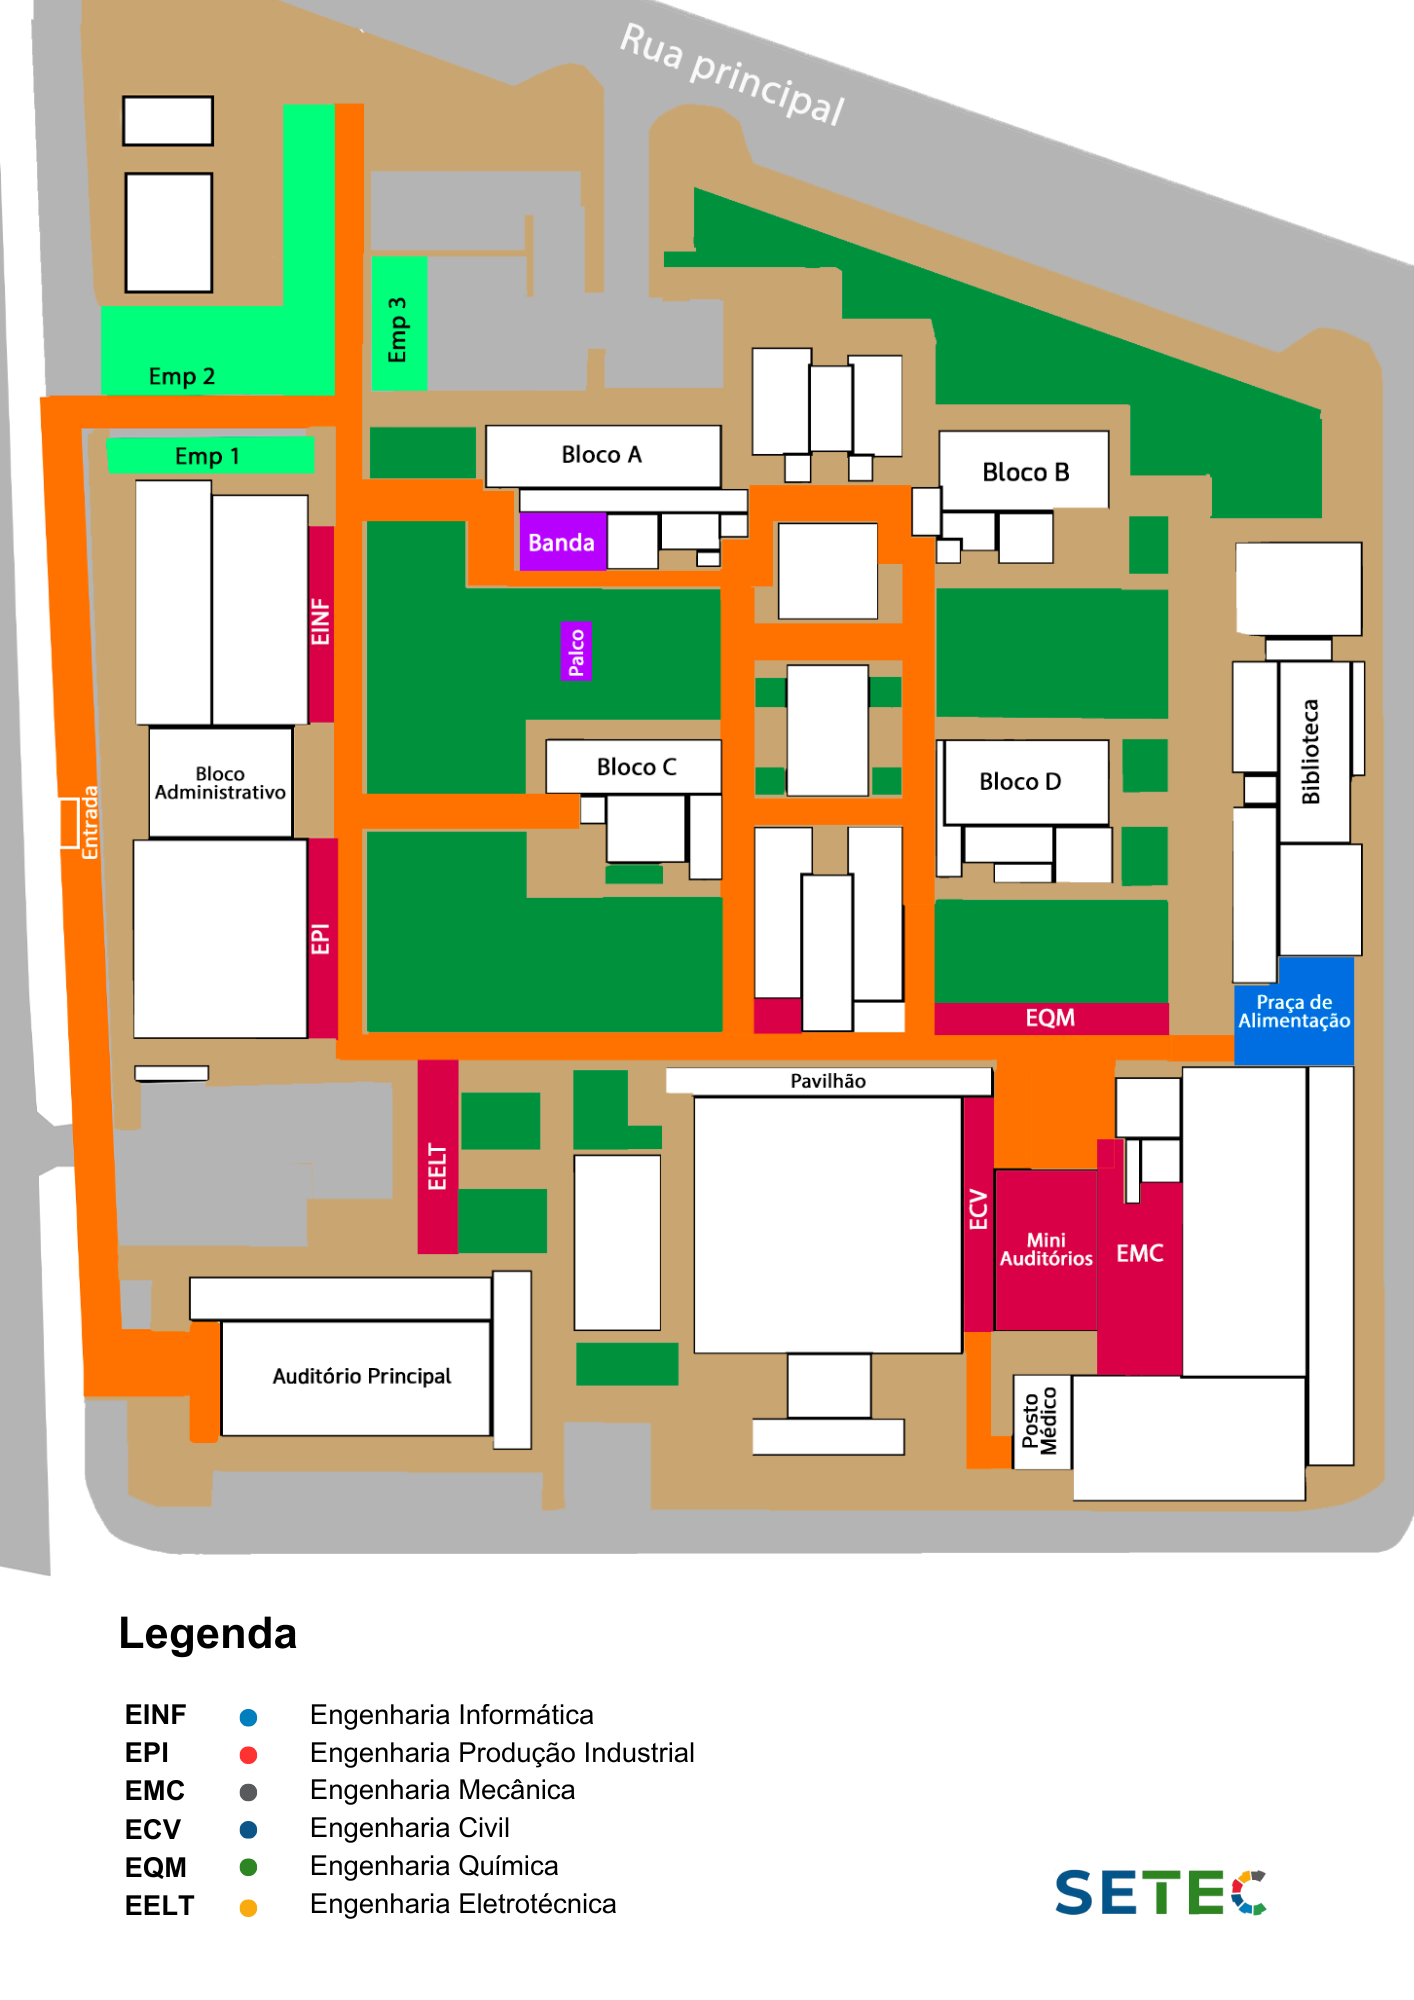 Rua principal
Emp 3
Emp 2
Emp 1
Bloco A
Bloco B
Banda
EINF
Palco
Bloco
Administrativo
Bloco C
Bloco D
Biblioteca
Entrada
EPI
EQM
Praça de
Alimentação
Pavilhão
EELT
ECV
Mini
Auditórios
EMC
Auditório Principal
Posto
Médico
Legenda
EINF Engenharia Informática
EPI Engenharia Produção Industrial
EMC Engenharia Mecânica
ECV Engenharia Civil
EQM Engenharia Química
EELT Engenharia Eletrotécnica
SETEC